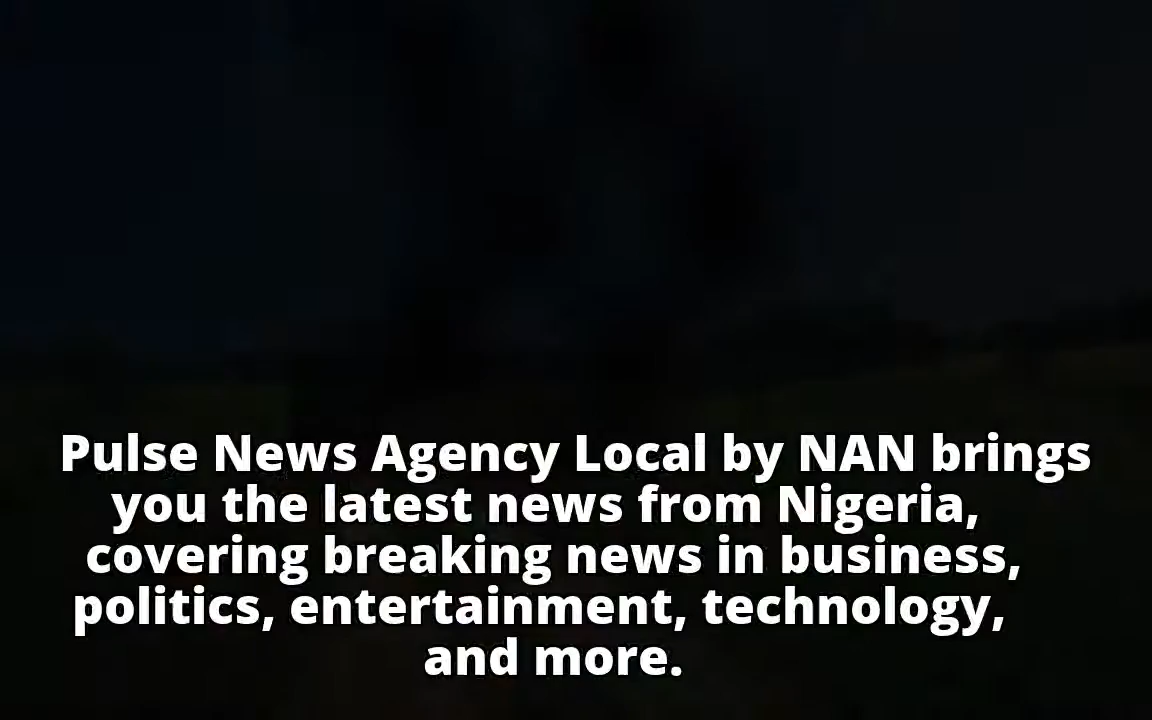 Pulse News Agency Local by NAN brings
you the latest news from Nigeria,
covering breaking news in business,
politics, entertainment, technology,
and more.